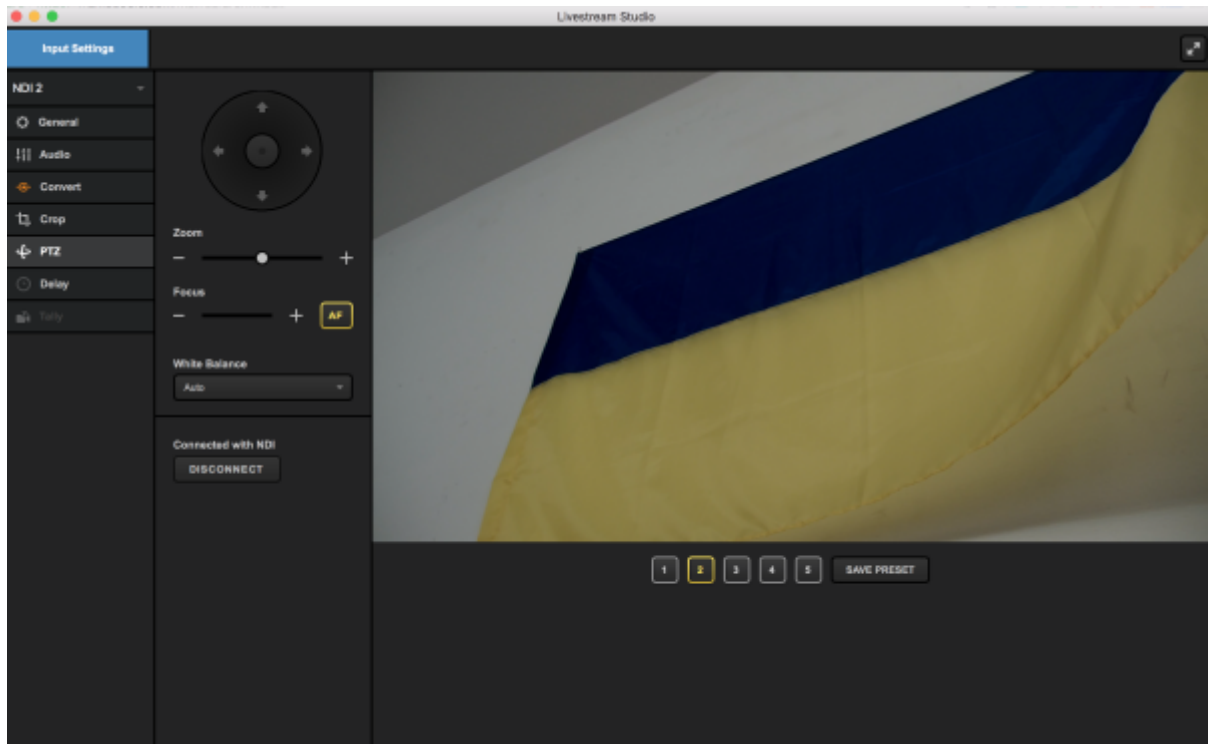 Livestream Studio
Input Settings
NDI 2
General
Audio
Convert
Crop
PTZ
Delay
Tally
Zoom
Focus
AF
White Balance
Auto
Connected with NDI
DISCONNECT
1 2 3 4 5 SAVE PRESET